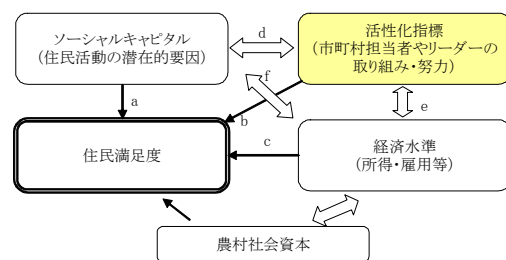 ソーシャルキャピタル
(住民活動の潜在的要因)
d
活性化指標
(市町村担当者やリーダーの
取り組み・努力)
a
f
b
e
住民満足度
c
経済水準
(所得・雇用等)
農村社会資本